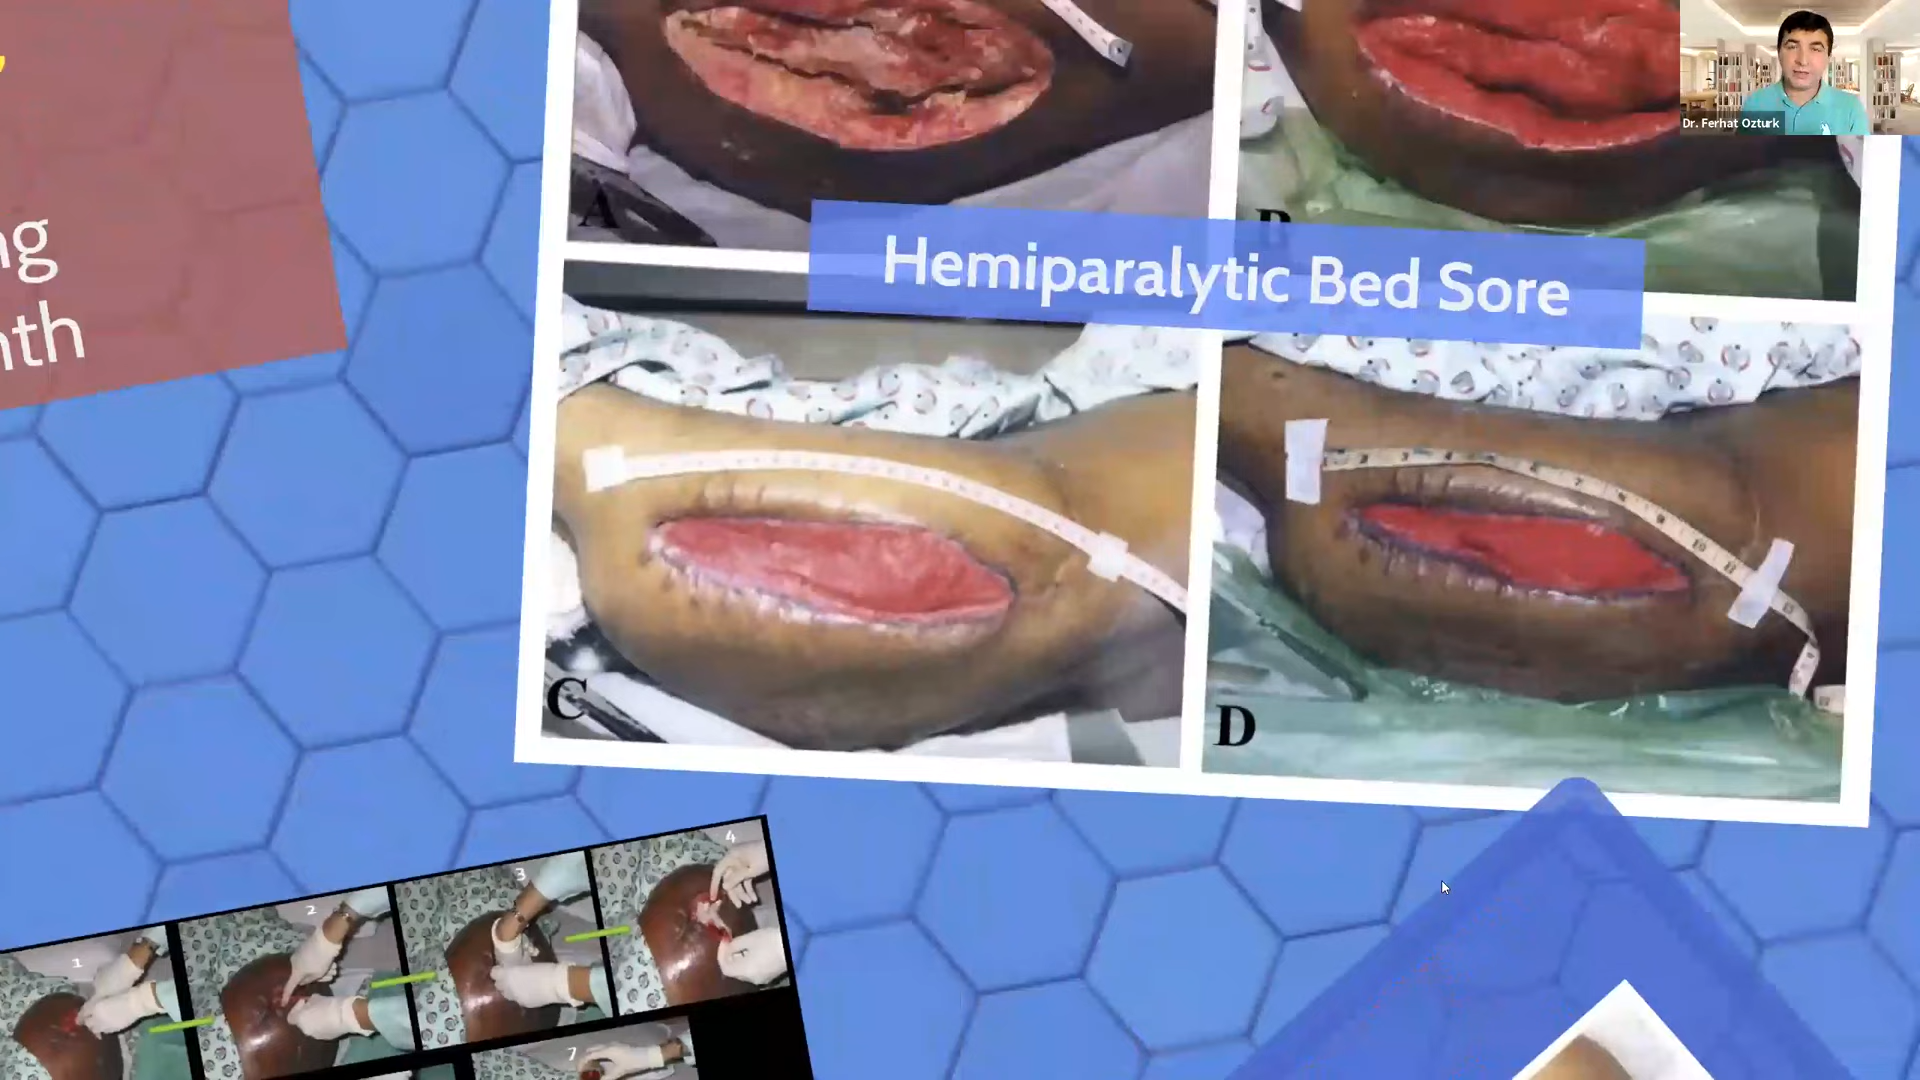 Dr. Ferhat Ozturk
A
B
Hemiparalytic Bed Sore
ng
nth
C
D
1
2
3
4
7